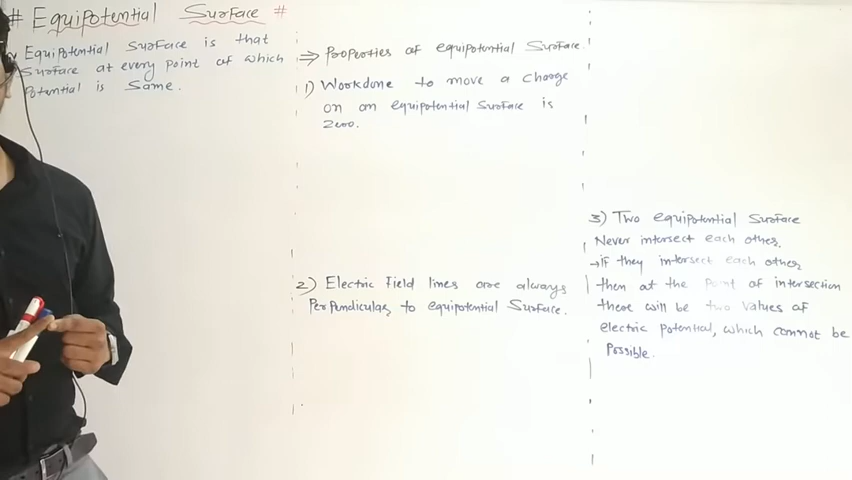 # Equipotential Surface #
Equipotential Surface is that
Surface at every point of which
Potential is Same.
⇒ Properties of equipotential Surface.
1) Workdone to move a charge
on an equipotential surface is
Zero.
2) Electric Field lines are always
Perpendicular to equipotential Surface.
3) Two equipotential Surface
Never intersect each other.
→ if they intersect each other
then at the point of intersection
there will be two values of
electric potential, which cannot be
Possible.